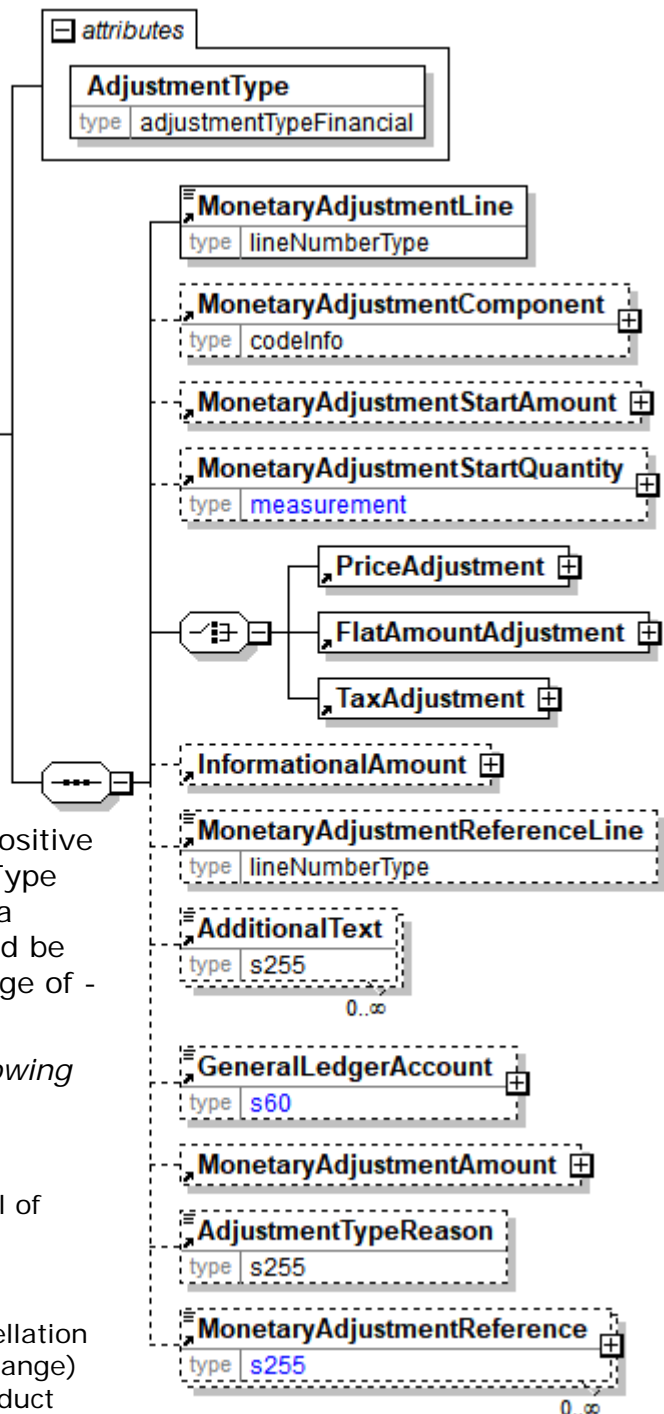 attributes
AdjustmentType
type adjustmentTypeFinancial
MonetaryAdjustmentLine
type lineNumberType
MonetaryAdjustmentComponent
type codeInfo
MonetaryAdjustmentStartAmount
MonetaryAdjustmentStartQuantity
type measurement
PriceAdjustment
FlatAmountAdjustment
TaxAdjustment
InformationalAmount
MonetaryAdjustmentReferenceLine
type lineNumberType
AdditionalText
type s255
0..∞
GeneralLedgerAccount
type s60
MonetaryAdjustmentAmount
AdjustmentTypeReason
type s255
MonetaryAdjustmentReference
type s255
0..∞
ositive
ype
a
d be
ge of -
owing
l of
ellation
ange)
duct